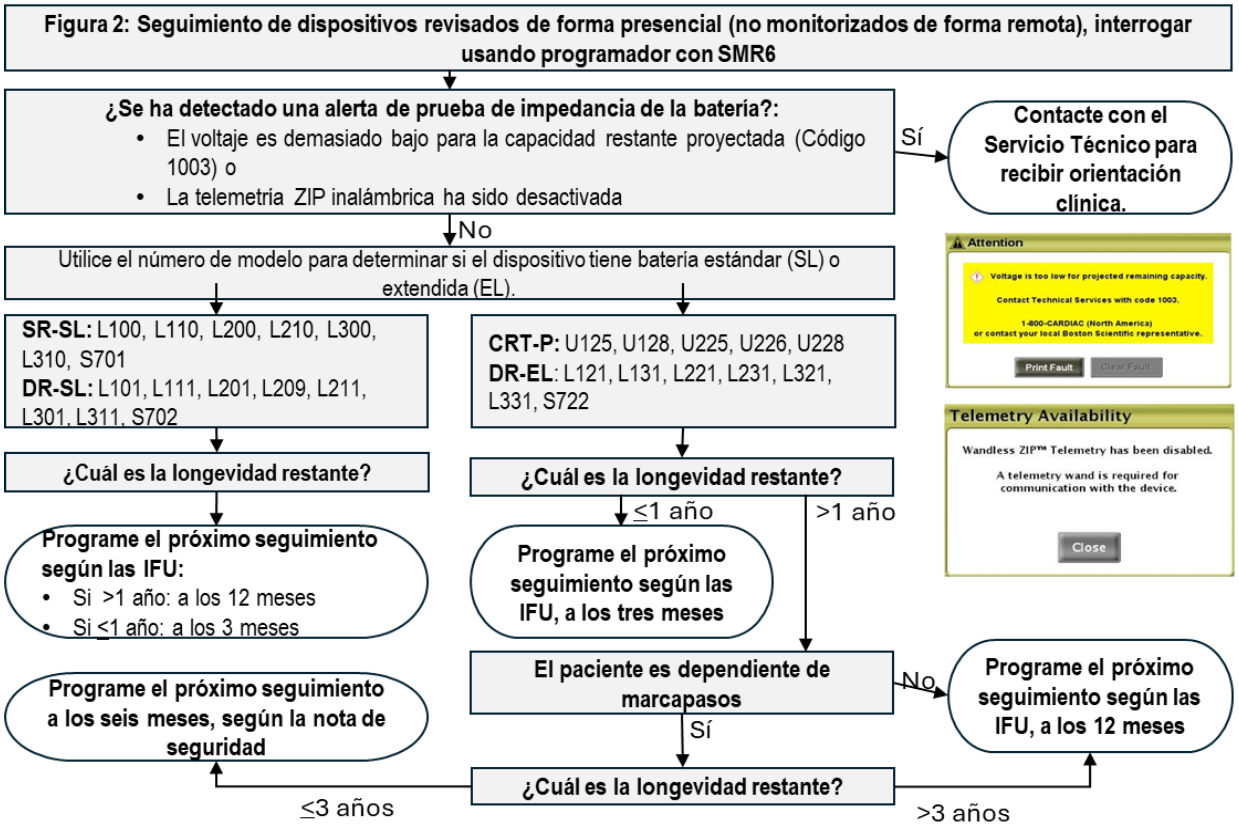 Figura 2: Seguimiento de dispositivos revisados de forma presencial (no monitorizados de forma remota), interrogar
usando programador con SMR6
¿Se ha detectado una alerta de prueba de impedancia de la batería?:
• El voltaje es demasiado bajo para la capacidad restante proyectada (Código
1003) o
• La telemetría ZIP inalámbrica ha sido desactivada
Sí
Contacte con el
Servicio Técnico para
recibir orientación
clínica.
No
Utilice el número de modelo para determinar si el dispositivo tiene batería estándar (SL) o
extendida (EL).
Attention
Voltage is too low for projected remaining capacity.
Contact Technical Services with code 1003.
1-800-CARDIAC (North America)
or contact your local Boston Scientific representative.
Print Fault
Clear Fault
SR-SL: L100, L110, L200, L210, L300,
L310, S701
DR-SL: L101, L111, L201, L209, L211,
L301, L311, S702
CRT-P: U125, U128, U225, U226, U228
DR-EL: L121, L131, L221, L231, L321,
L331, S722
Telemetry Availability
Wandless ZIP™ Telemetry has been disabled.
A telemetry wand is required for
communication with the device.
Close
¿Cuál es la longevidad restante?
¿Cuál es la longevidad restante?
≤1 año
>1 año
Programe el próximo seguimiento
según las IFU:
• Si >1 año: a los 12 meses
• Si ≤1 año: a los 3 meses
Programe el próximo
seguimiento según las
IFU, a los tres meses
El paciente es dependiente de
marcapasos
No
Programe el próximo
seguimiento según las
IFU, a los 12 meses
Programe el próximo seguimiento
a los seis meses, según la nota de
seguridad
Sí
¿Cuál es la longevidad restante?
≤3 años
>3 años